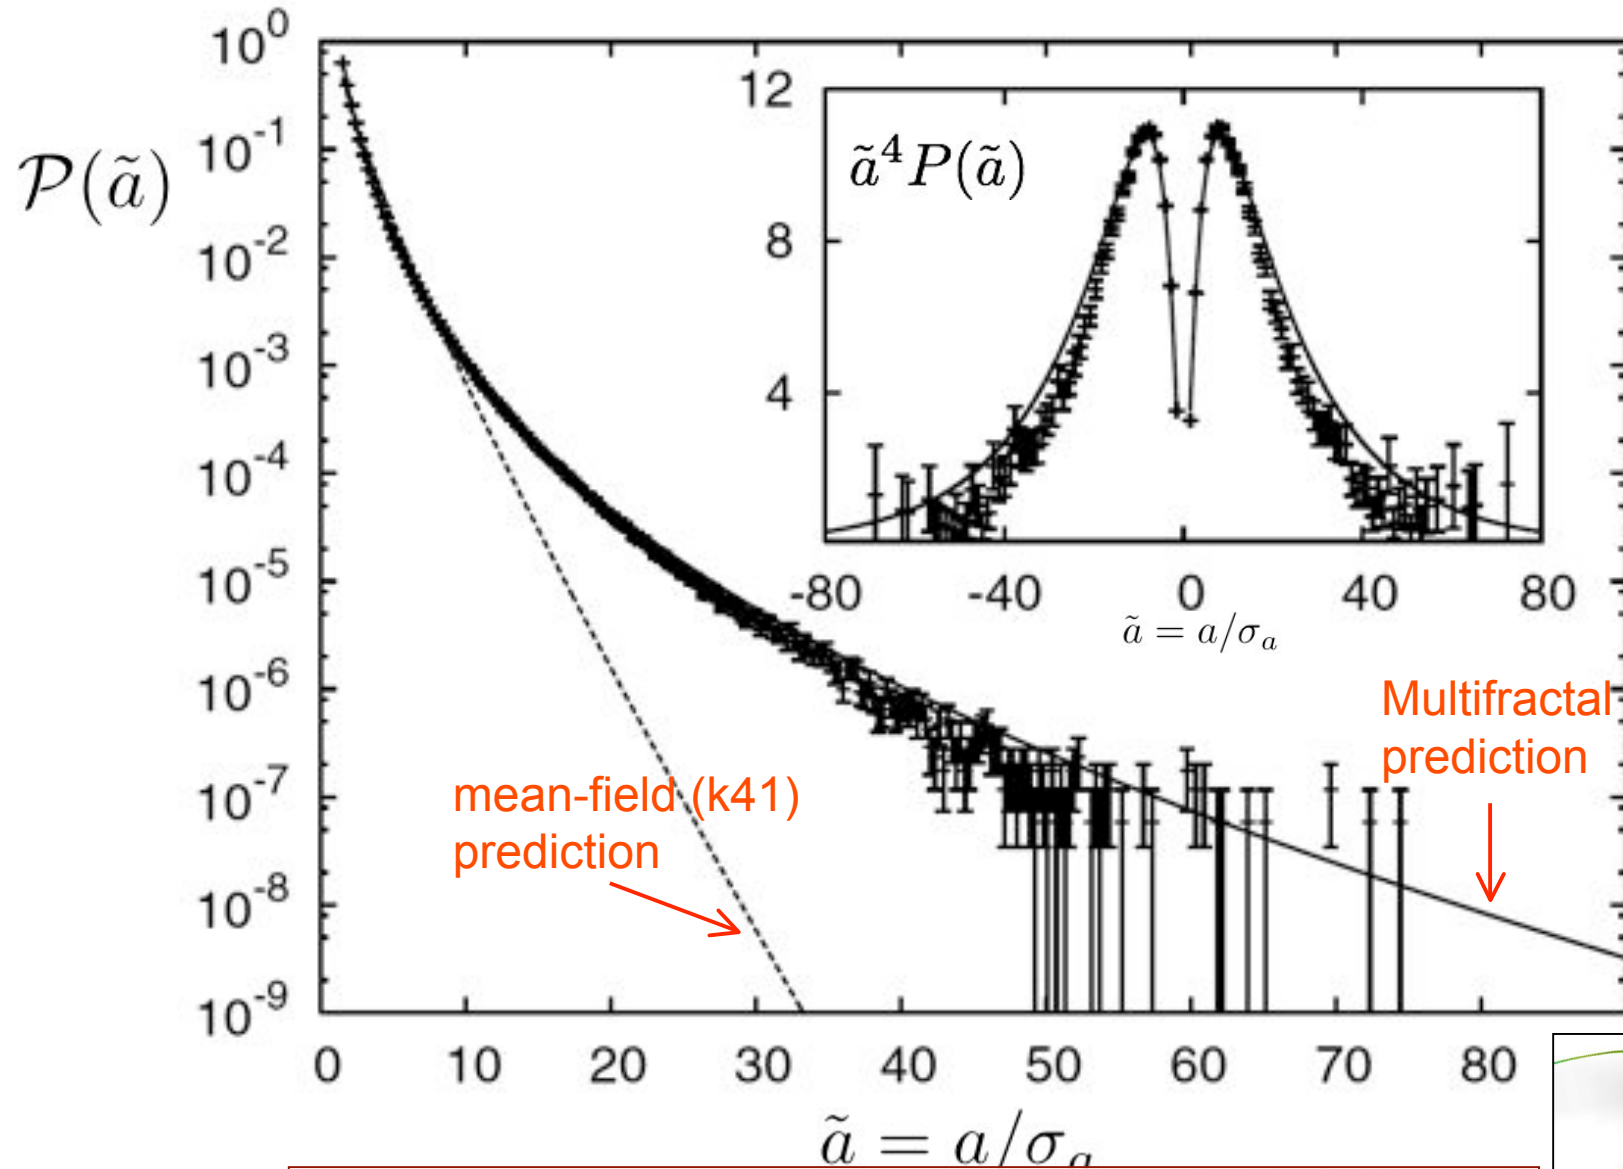 10^0
10^-1
10^-2
10^-3
10^-4
10^-5
10^-6
10^-7
10^-8
10^-9
𝒫(ã)
12
8
4
ã⁴P(ã)
-80 -40 0 40 80
ã = a/σₐ
mean-field (k41)
prediction
Multifractal
prediction
0 10 20 30 40 50 60 70 80
ã = a/σₐ